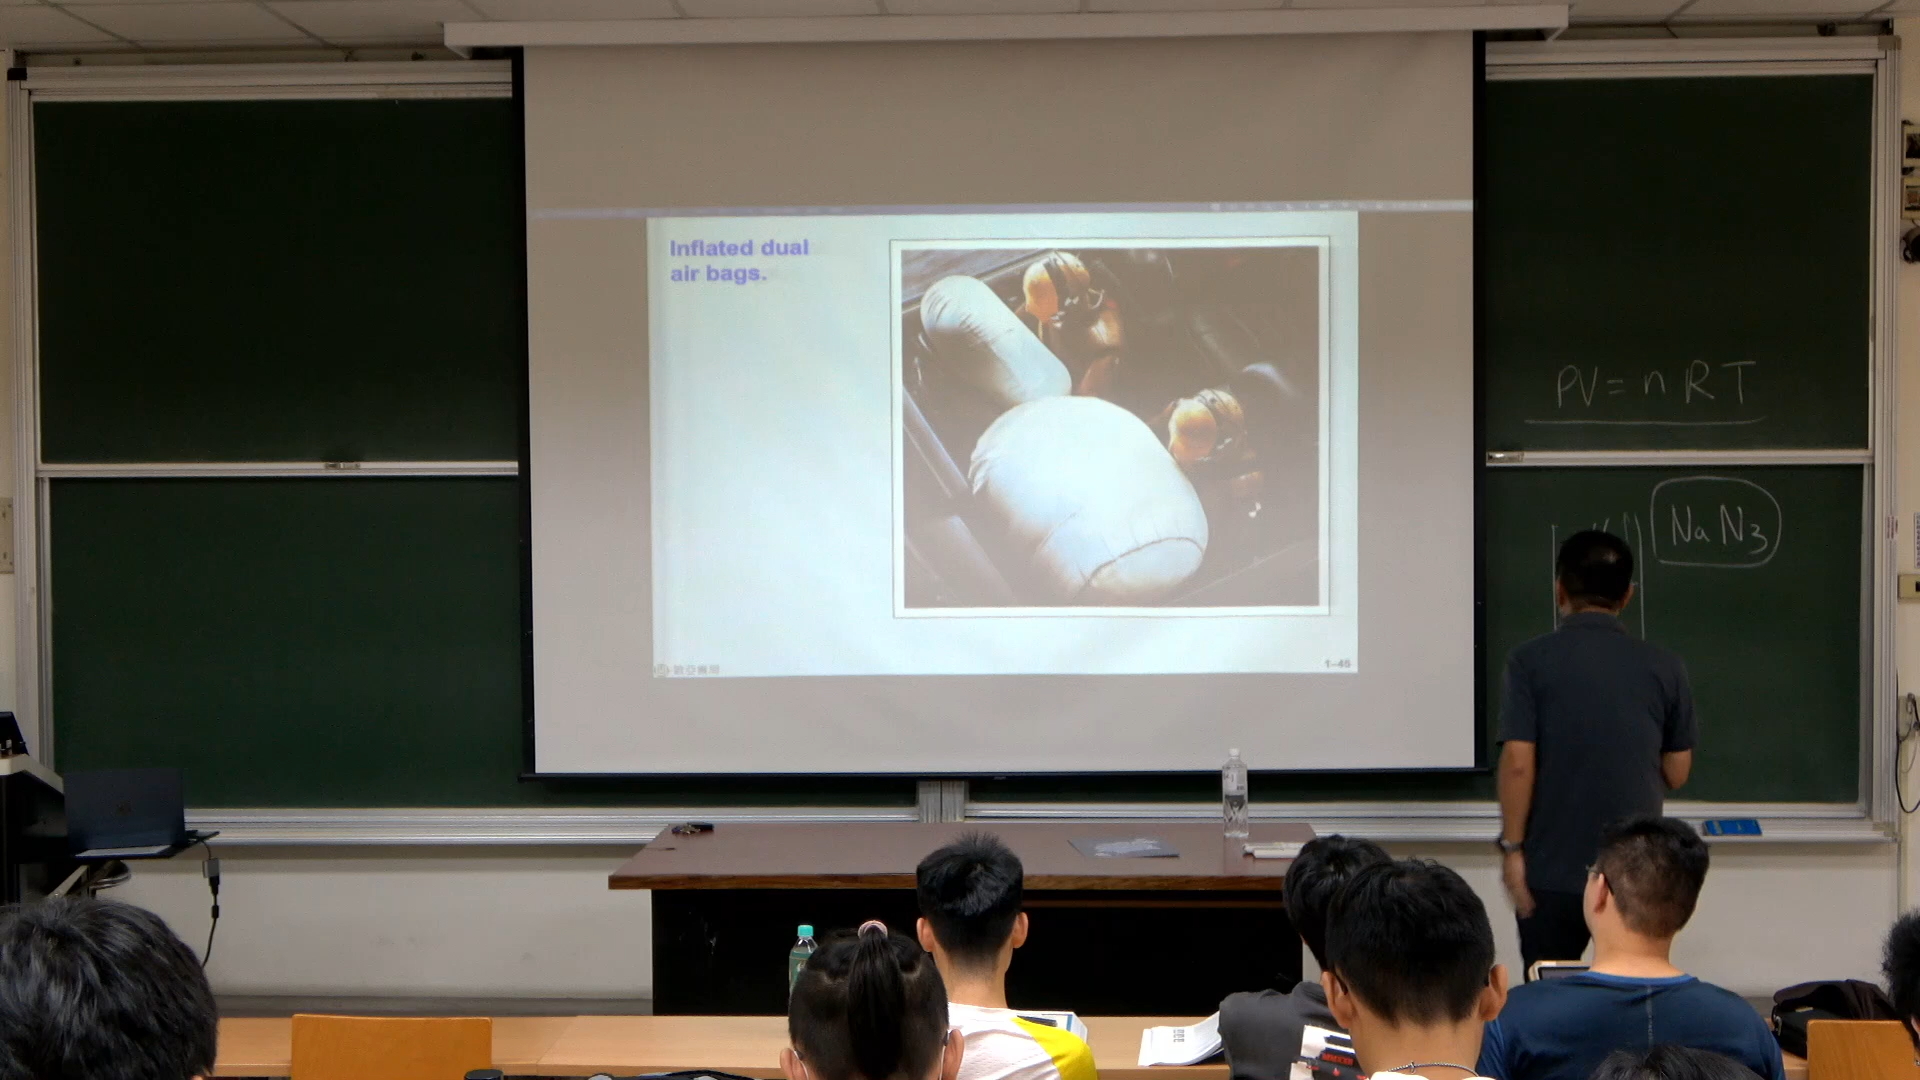 Inflated dual
air bags.
1-46
PV = nRT
NaN3